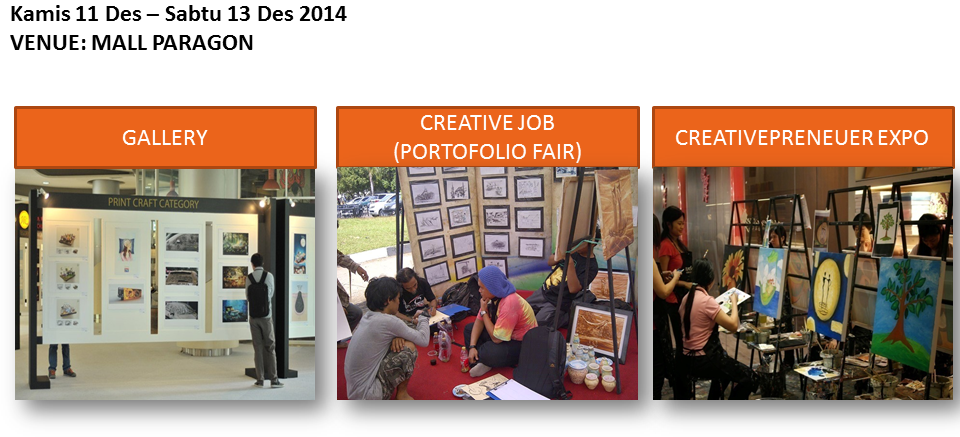 Kamis 11 Des – Sabtu 13 Des 2014
VENUE: MALL PARAGON
GALLERY
CREATIVE JOB
(PORTOFOLIO FAIR)
CREATIVEPRENEUER EXPO
PRINT CRAFT CATEGORY